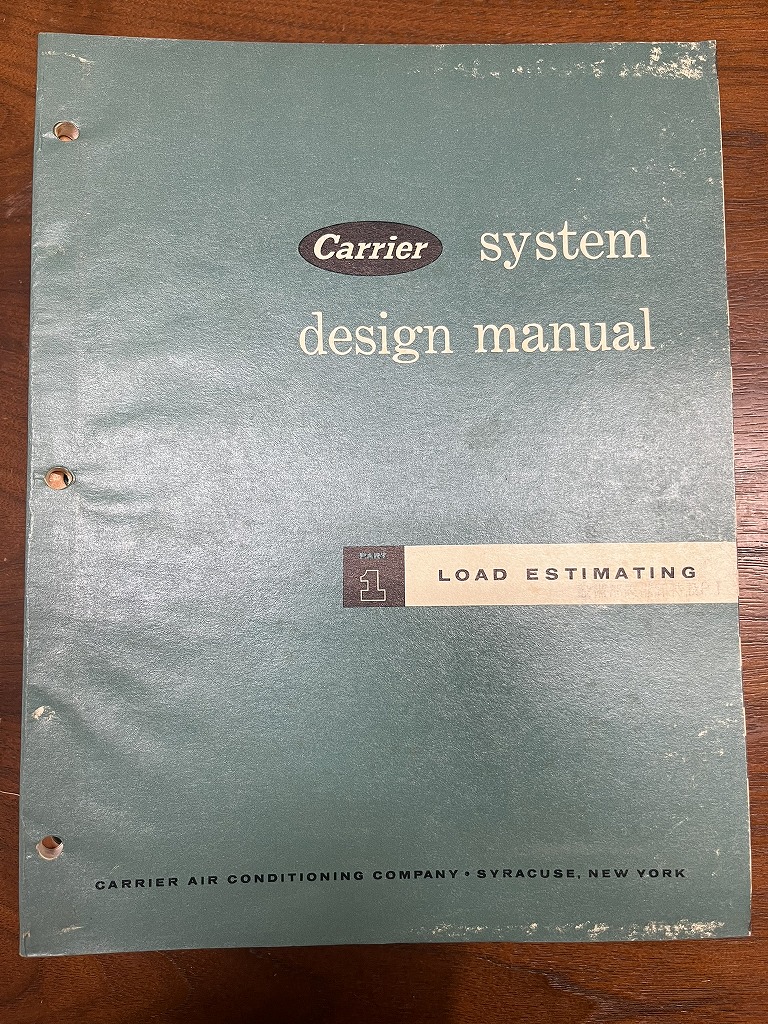 Carrier system
design manual
PART
1 LOAD ESTIMATING
CARRIER AIR CONDITIONING COMPANY • SYRACUSE, NEW YORK